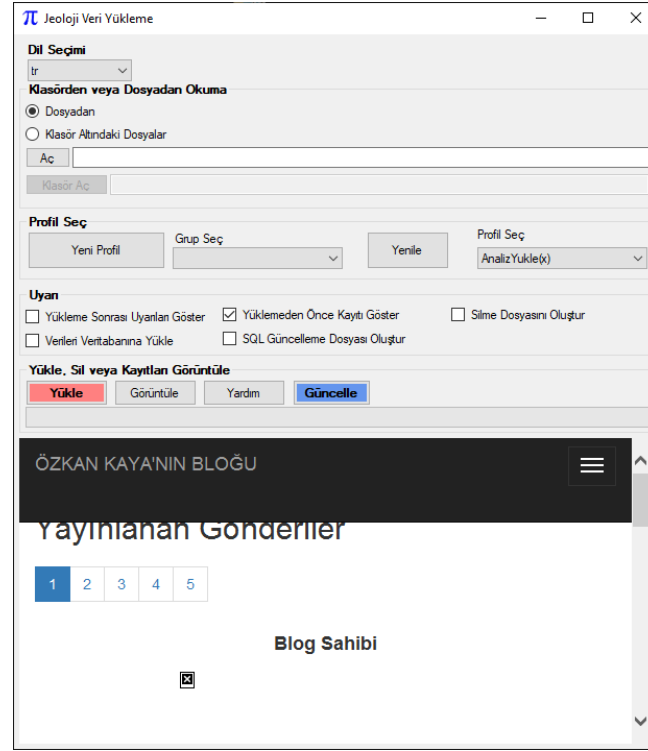 π Jeoloji Veri Yükleme
Dil Seçimi
tr
Klasörden veya Dosyadan Okuma
Dosyadan
Klasör Altındaki Dosyalar
Aç
Klasör Aç
Profil Seç
Yeni Profil
Grup Seç
Yenile
Profil Seç
AnalizYukle(x)
Uyarı
Yükleme Sonrası Uyarıları Göster
Yüklemeden Önce Kayıtı Göster
Silme Dosyasını Oluştur
Verileri Veritabanına Yükle
SQL Güncelleme Dosyası Oluştur
Yükle, Sil veya Kayıtları Görüntüle
Yükle
Görüntüle
Yardım
Güncelle
ÖZKAN KAYA'NIN BLOĞU
Yayınlanan Gönderiler
1 2 3 4 5
Blog Sahibi